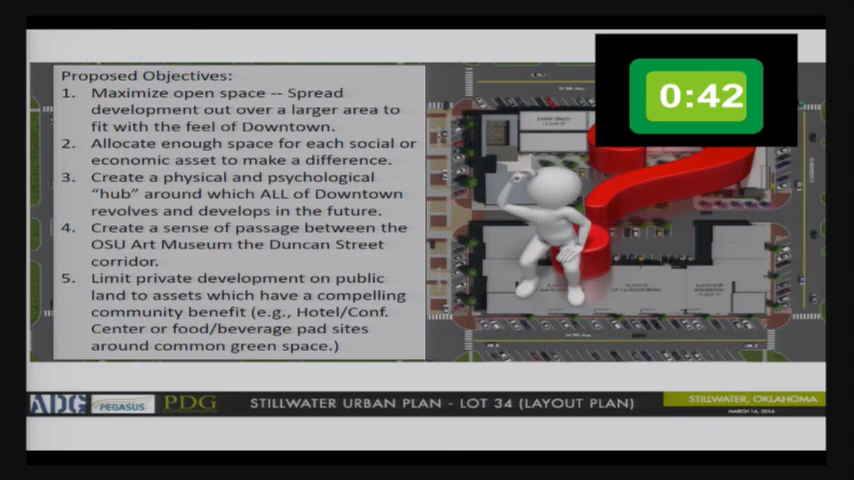 0:42
Proposed Objectives:
1. Maximize open space -- Spread
development out over a larger area to
fit with the feel of Downtown.
2. Allocate enough space for each social or
economic asset to make a difference.
3. Create a physical and psychological
"hub" around which ALL of Downtown
revolves and develops in the future.
4. Create a sense of passage between the
OSU Art Museum the Duncan Street
corridor.
5. Limit private development on public
land to assets which have a compelling
community benefit (e.g., Hotel/Conf.
Center or food/beverage pad sites
around common green space.)
EVENT SPACE
ADG
PEGASUS
PDG
STILLWATER URBAN PLAN - LOT 34 (LAYOUT PLAN)
STILLWATER, OKLAHOMA
MARCH 14, 2016